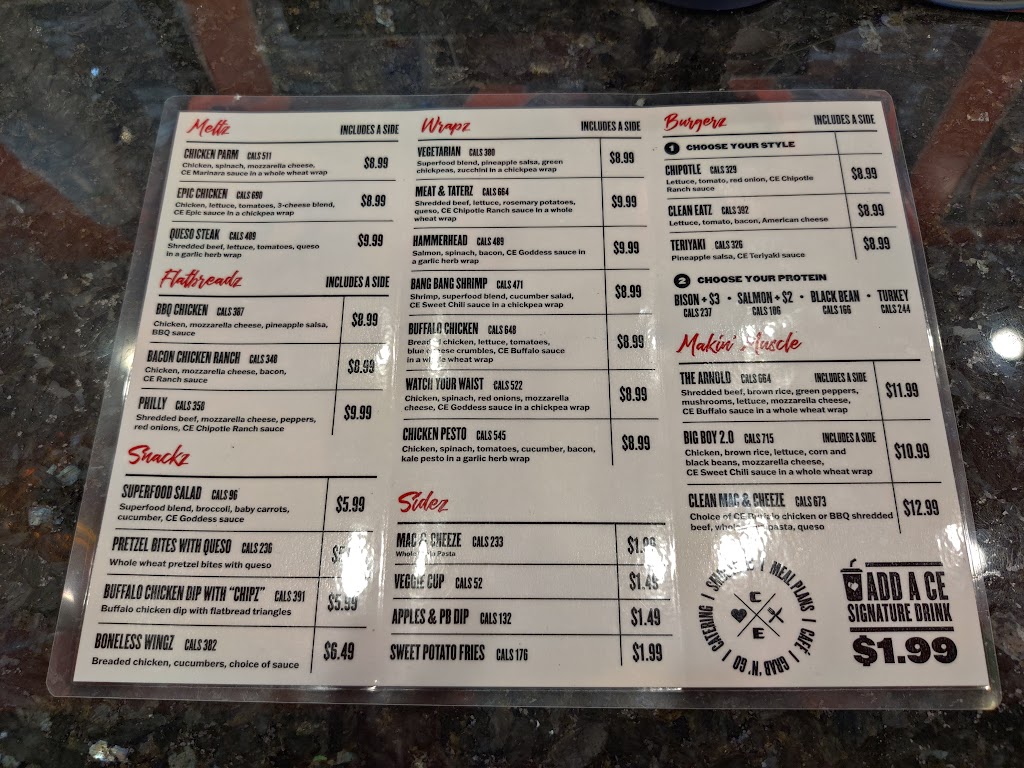 Meltz INCLUDES A SIDE
CHICKEN PARM CALS 511 $8.99
Chicken, spinach, mozzarella cheese,
CE Marinara sauce in a whole wheat wrap
EPIC CHICKEN CALS 690 $8.99
Chicken, lettuce, tomatoes, 3-cheese blend,
CE Epic sauce in a chickpea wrap
QUESO STEAK CALS 489 $9.99
Shredded beef, lettuce, tomatoes, queso
in a garlic herb wrap
Flatbreadz INCLUDES A SIDE
BBQ CHICKEN CALS 387 $8.99
Chicken, mozzarella cheese, pineapple salsa,
BBQ sauce
BACON CHICKEN RANCH CALS 348 $8.99
Chicken, mozzarella cheese, bacon,
CE Ranch sauce
PHILLY CALS 358 $9.99
Shredded beef, mozzarella cheese, peppers,
red onions, CE Chipotle Ranch sauce
Snackz
SUPERFOOD SALAD CALS 96 $5.99
Superfood blend, broccoli, baby carrots,
cucumber, CE Goddess sauce
PRETZEL BITES WITH QUESO CALS 236
Whole wheat pretzel bites with queso
BUFFALO CHICKEN DIP WITH "CHIPZ" CALS 391 $5.99
Buffalo chicken dip with flatbread triangles
BONELESS WINGZ CALS 382 $6.49
Breaded chicken, cucumbers, choice of sauce
Wrapz INCLUDES A SIDE
VEGETARIAN CALS 380 $8.99
Superfood blend, pineapple salsa, green
chickpeas, zucchini in a chickpea wrap
MEAT & TATERZ CALS 664 $9.99
Shredded beef, lettuce, rosemary potatoes,
queso, CE Chipotle Ranch sauce in a whole
wheat wrap
HAMMERHEAD CALS 489 $9.99
Salmon, spinach, bacon, CE Goddess sauce in
a garlic herb wrap
BANG BANG SHRIMP CALS 471 $8.99
Shrimp, superfood blend, cucumber salad,
CE Sweet Chili sauce in a chickpea wrap
BUFFALO CHICKEN CALS 648 $8.99
Breaded chicken, lettuce, tomatoes,
blue cheese crumbles, CE Buffalo sauce
in a whole wheat wrap
WATCH YOUR WAIST CALS 522 $8.99
Chicken, spinach, red onions, mozzarella
cheese, CE Goddess sauce in a chickpea wrap
CHICKEN PESTO CALS 545 $8.99
Chicken, spinach, tomatoes, cucumber, bacon,
kale pesto in a garlic herb wrap
Sidez
MAC & CHEEZE CALS 233
Pasta
VEGGIE CUP CALS 52 $1.49
APPLES & PB DIP CALS 132 $1.49
SWEET POTATO FRIES CALS 176 $1.99
Burgerz INCLUDES A SIDE
1 CHOOSE YOUR STYLE
CHIPOTLE CALS 329 $8.99
Lettuce, tomato, red onion, CE Chipotle
Ranch sauce
CLEAN EATZ CALS 392 $8.99
Lettuce, tomato, bacon, American cheese
TERIYAKI CALS 326 $8.99
Pineapple salsa, CE Teriyaki sauce
2 CHOOSE YOUR PROTEIN
BISON +$3 • SALMON +$2 • BLACK BEAN • TURKEY
CALS 237 CALS 186 CALS 166 CALS 244
Makin' Muscle
THE ARNOLD CALS 664 INCLUDES A SIDE $11.99
Shredded beef, brown rice, green peppers,
mushrooms, lettuce, mozzarella cheese,
CE Buffalo sauce in a whole wheat wrap
BIG BOY 2.0 CALS 715 INCLUDES A SIDE $10.99
Chicken, brown rice, lettuce, corn and
black beans, mozzarella cheese,
CE Sweet Chili sauce in a whole wheat wrap
CLEAN MAC & CHEEZE CALS 673 $12.99
Choice of CE Buffalo chicken or BBQ shredded
beef, pasta, queso
MEAL PLANS | CAFÉ | GRAB 'N' GO | CATERING |
C
E
ADD A CE
SIGNATURE DRINK
$1.99